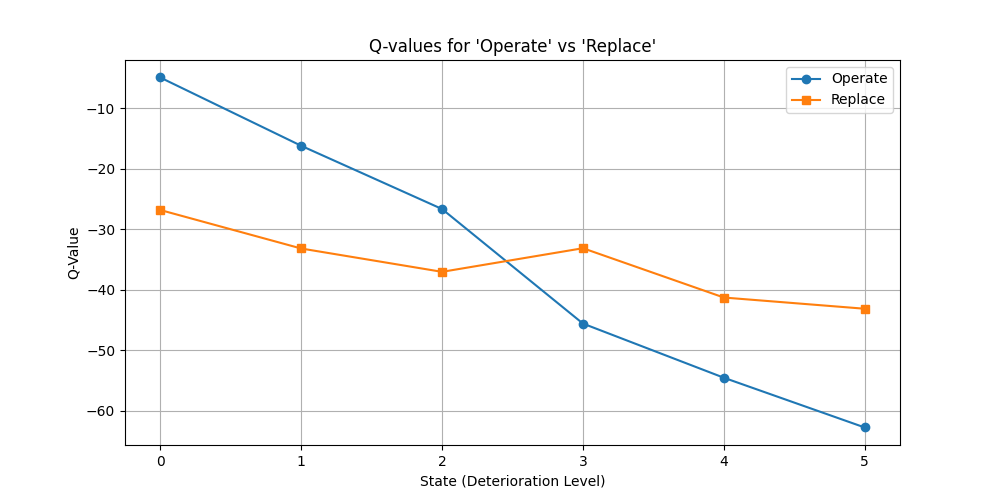 Q-values for 'Operate' vs 'Replace'
Operate
Replace
Q-Value
−10
−20
−30
−40
−50
−60
0 1 2 3 4 5
State (Deterioration Level)